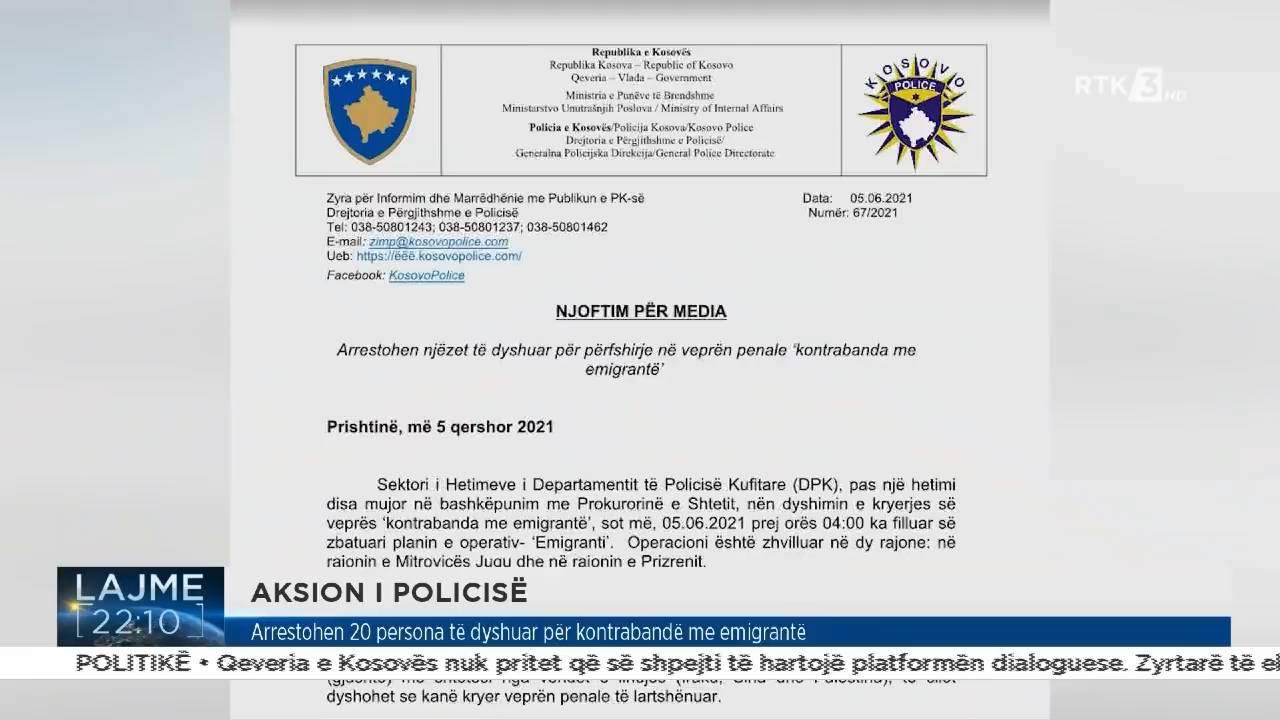 Republika e Kosovës
Republika Kosova – Republic of Kosovo
Qeveria – Vlada – Government
Ministria e Punëve të Brendshme
Ministarstvo Unutrašnjih Poslova / Ministry of Internal Affairs
Policia e Kosovës/Policija Kosova/Kosovo Police
Drejtoria e Përgjithshme e Policisë/
Generalna Policijska Direkcija/General Police Directorate
KOSOVO
POLICE
RTK 3 HD
Zyra për Informim dhe Marrëdhënie me Publikun e PK-së
Data: 05.06.2021
Drejtoria e Përgjithshme e Policisë
Numër: 67/2021
Tel: 038-50801243; 038-50801237; 038-50801462
E-mail: zimp@kosovopolice.com
Ueb: https://ëëë.kosovopolice.com/
Facebook: KosovoPolice
NJOFTIM PËR MEDIA
Arrestohen njëzet të dyshuar për përfshirje në veprën penale ‘kontrabanda me
emigrantë’
Prishtinë, më 5 qershor 2021
Sektori i Hetimeve i Departamentit të Policisë Kufitare (DPK), pas një hetimi
disa mujor në bashkëpunim me Prokurorinë e Shtetit, nën dyshimin e kryerjes së
veprës ‘kontrabanda me emigrantë’, sot më, 05.06.2021 prej orës 04:00 ka filluar së
zbatuari planin e operativ- ‘Emigranti’. Operacioni është zhvilluar në dy rajone: në
rajonin e Mitrovicës Jugu dhe në rajonin e Prizrenit.
LAJME
[22:10]
AKSION I POLICISË
Arrestohen 20 persona të dyshuar për kontrabandë me emigrantë
POLITIKË • Qeveria e Kosovës nuk pritet që së shpejti të hartojë platformën dialoguese. Zyrtarë të
dyshohet se kanë kryer veprën penale të lartshënuar.